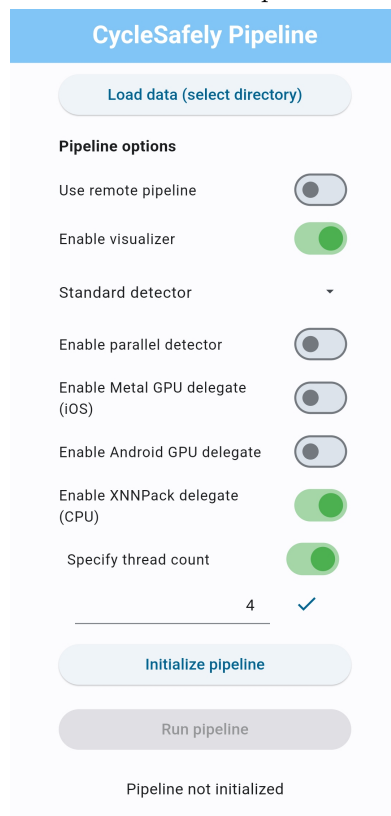 CycleSafely Pipeline
Load data (select directory)
Pipeline options
Use remote pipeline
Enable visualizer
Standard detector
Enable parallel detector
Enable Metal GPU delegate
(iOS)
Enable Android GPU delegate
Enable XNNPack delegate
(CPU)
Specify thread count
4
Initialize pipeline
Run pipeline
Pipeline not initialized